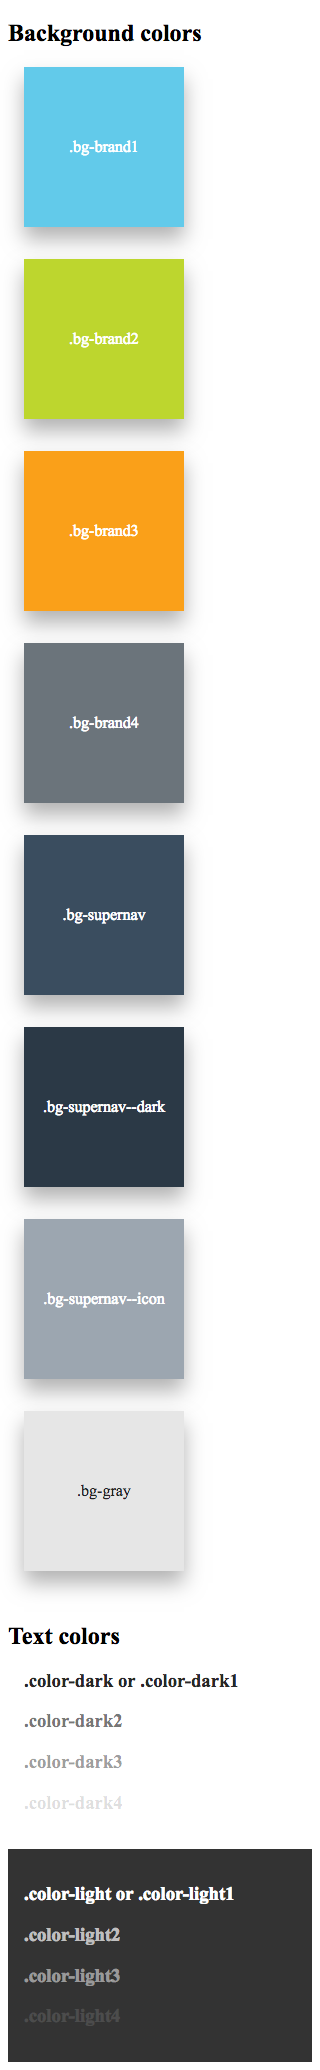 Background colors
.bg-brand1
.bg-brand2
.bg-brand3
.bg-brand4
.bg-supernav
.bg-supernav--dark
.bg-supernav--icon
.bg-gray
Text colors
.color-dark or .color-dark1
.color-dark2
.color-dark3
.color-dark4
.color-light or .color-light1
.color-light2
.color-light3
.color-light4